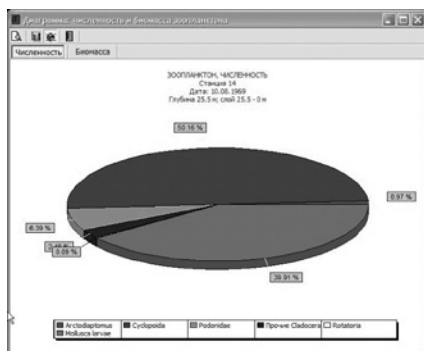 Диаграмма: численность и биомасса зоопланктона
Численность Биомасса
ЗООПЛАНКТОН, ЧИСЛЕННОСТЬ
Станция 14
Дата: 10.08.1969
Глубина 25.5 м; слой 25.5 - 0 м
50.16 %
0.97 %
6.39 %
0.09 %
39.91 %
Arctodiaptomus Cyclopoida Podonidae Прочие Cladocera Rotatoria
Mollusca larvae